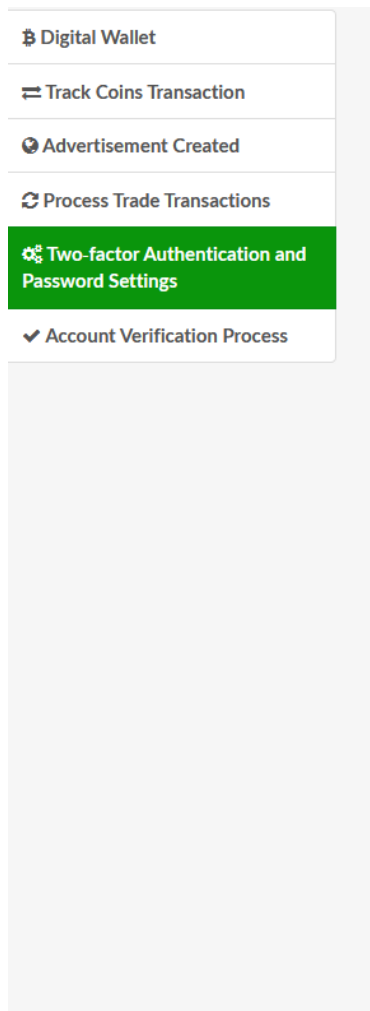 Digital Wallet
Track Coins Transaction
Advertisement Created
Process Trade Transactions
Two-factor Authentication and
Password Settings
Account Verification Process